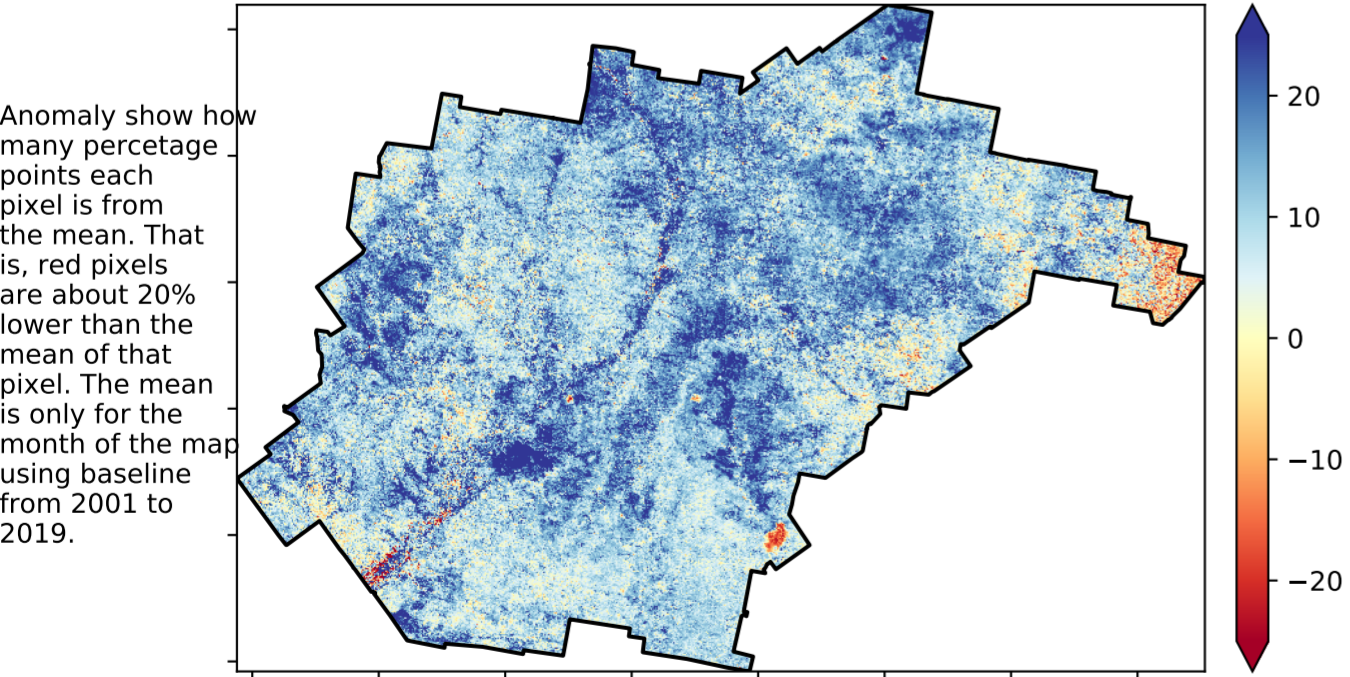 Anomaly show how
many percetage
points each
pixel is from
the mean. That
is, red pixels
are about 20%
lower than the
mean of that
pixel. The mean
is only for the
month of the map
using baseline
from 2001 to
2019.
20
10
0
−10
−20